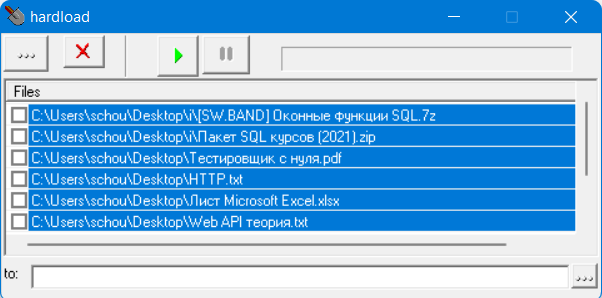 hardload
...
Files
C:\Users\schou\Desktop\i\[SW.BAND] Оконные функции SQL.7z
C:\Users\schou\Desktop\i\Пакет SQL курсов (2021).zip
C:\Users\schou\Desktop\Тестировщик с нуля.pdf
C:\Users\schou\Desktop\HTTP.txt
C:\Users\schou\Desktop\Лист Microsoft Excel.xlsx
C:\Users\schou\Desktop\Web API теория.txt
to: ...